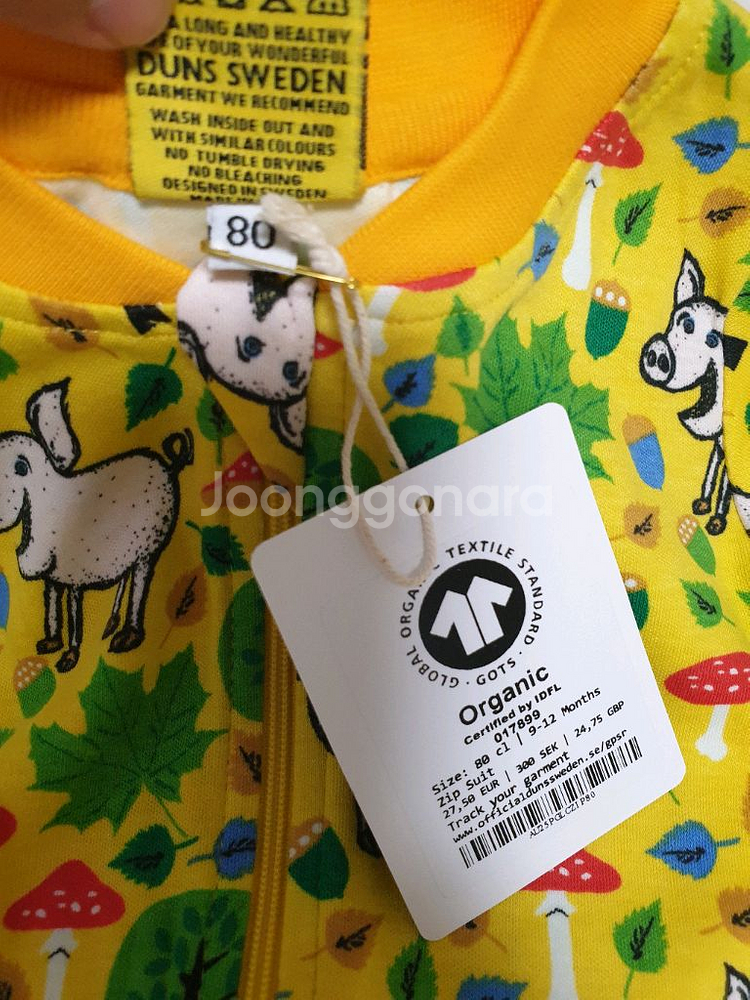 A LONG AND HEALTHY
OF YOUR WONDERFUL
DUNS SWEDEN
GARMENT WE RECOMMEND
WASH INSIDE OUT AND
WITH SIMILAR COLOURS
NO TUMBLE DRYING
NO BLEACHING
DESIGNED IN SWEDEN
80
Joonggonara
GLOBAL ORGANIC TEXTILE STANDARD · GOTS ·
Organic
Certified by IDFL
017899
Size: 80 cl | 9-12 Months
Zip Suit
27,50 EUR | 300 SEK | 24,75 GBP
Track your garment
www.officialdunssweden.se/gpsr